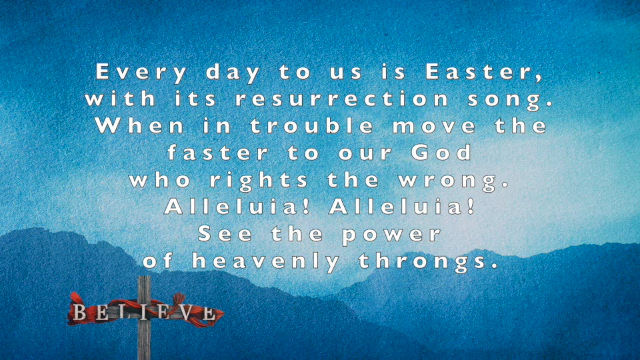 Every day to us is Easter,
with its resurrection song.
When in trouble move the
faster to our God
who rights the wrong.
Alleluia! Alleluia!
See the power
of heavenly throngs.
BELIEVE